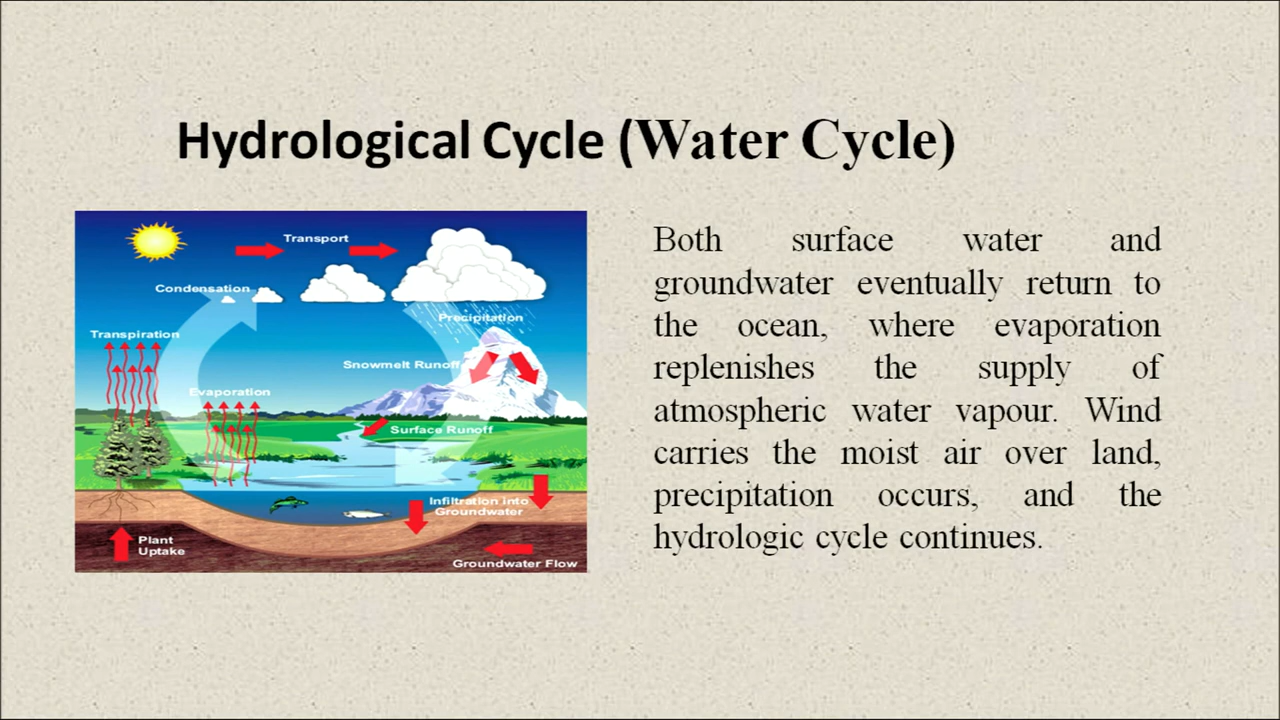 Hydrological Cycle (Water Cycle)
Transport
Condensation
Precipitation
Transpiration
Snowmelt Runoff
Evaporation
Surface Runoff
Infiltration into
Groundwater
Plant
Uptake
Groundwater Flow
Both surface water and
groundwater eventually return to
the ocean, where evaporation
replenishes the supply of
atmospheric water vapour. Wind
carries the moist air over land,
precipitation occurs, and the
hydrologic cycle continues.